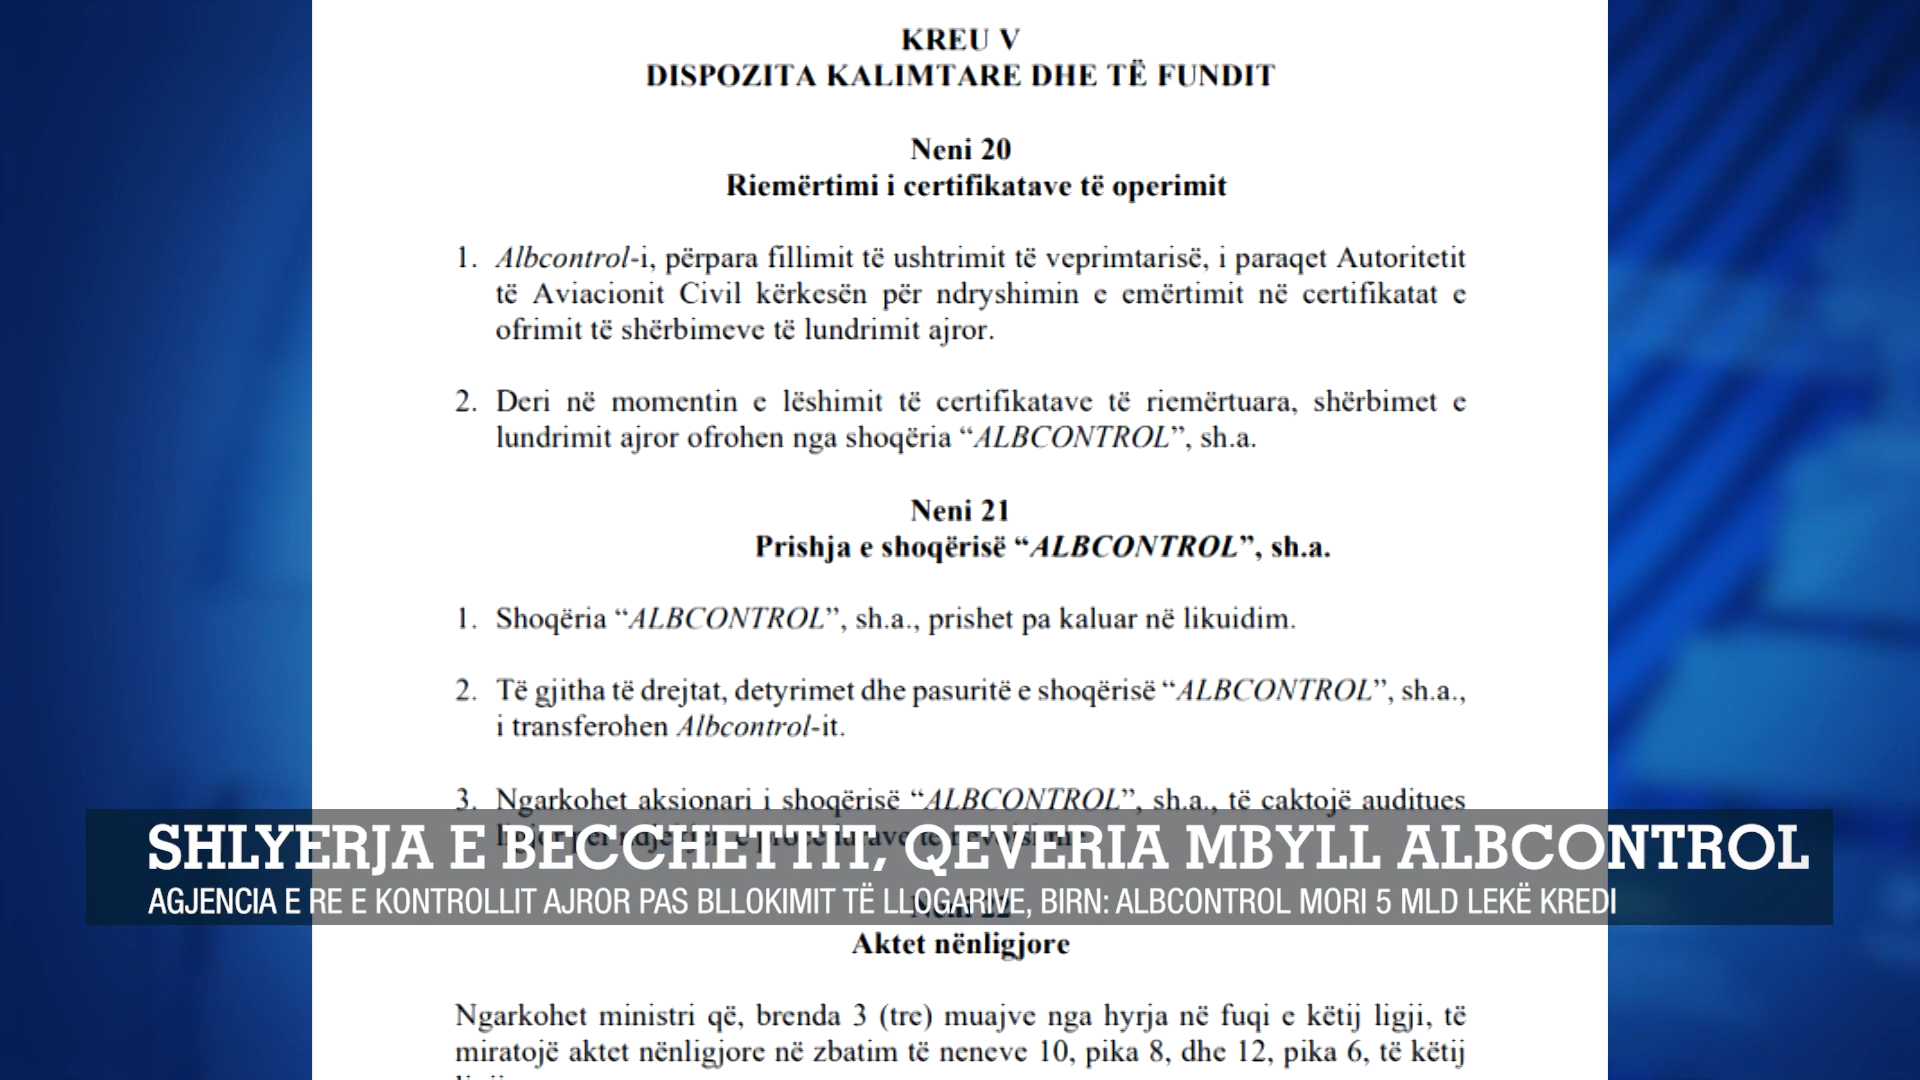 KREU V
DISPOZITA KALIMTARE DHE TË FUNDIT
Neni 20
Riemërtimi i certifikatave të operimit
1. Albcontrol-i, përpara fillimit të ushtrimit të veprimtarisë, i paraqet Autoritetit
të Aviacionit Civil kërkesën për ndryshimin e emërtimit në certifikatat e
ofrimit të shërbimeve të lundrimit ajror.
2. Deri në momentin e lëshimit të certifikatave të riemërtuara, shërbimet e
lundrimit ajror ofrohen nga shoqëria “ALBCONTROL”, sh.a.
Neni 21
Prishja e shoqërisë “ALBCONTROL”, sh.a.
1. Shoqëria “ALBCONTROL”, sh.a., prishet pa kaluar në likuidim.
2. Të gjitha të drejtat, detyrimet dhe pasuritë e shoqërisë “ALBCONTROL”, sh.a.,
i transferohen Albcontrol-it.
3. Ngarkohet aksionari i shoqërisë “ALBCONTROL”, sh.a., të caktojë auditues
SHLYERJA E BECCHETTIT, QEVERIA MBYLL ALBCONTROL
AGJENCIA E RE E KONTROLLIT AJROR PAS BLLOKIMIT TË LLOGARIVE, BIRN: ALBCONTROL MORI 5 MLD LEKË KREDI
Aktet nënligjore
Ngarkohet ministri që, brenda 3 (tre) muajve nga hyrja në fuqi e këtij ligji, të
miratojë aktet nënligjore në zbatim të neneve 10, pika 8, dhe 12, pika 6, të këtij